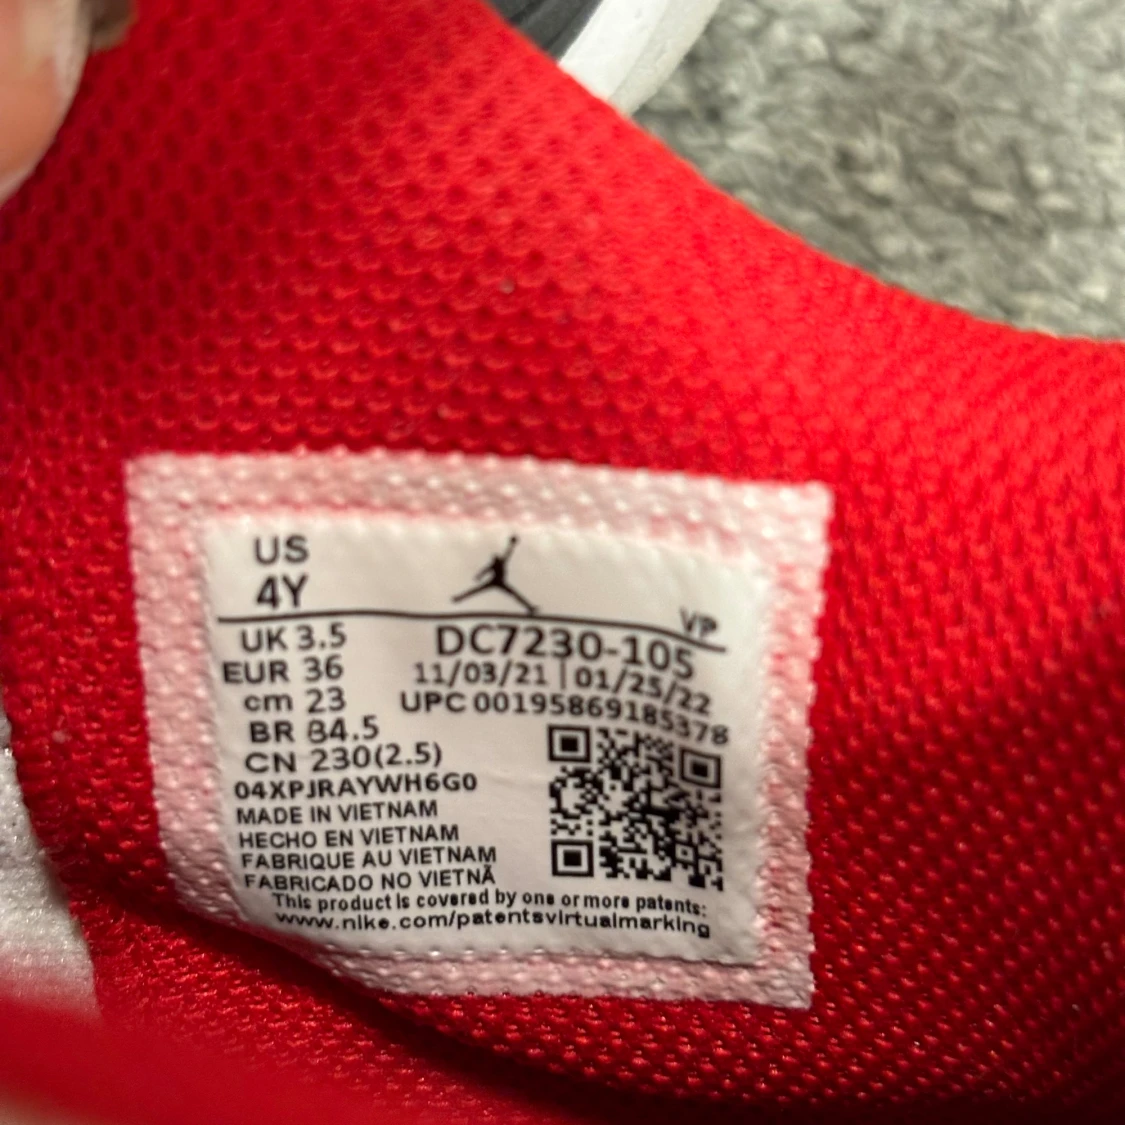 US
4Y
VP
UK 3.5
DC7230-105
EUR 36
11/03/21 | 01/25/22
cm 23
UPC 00195869185378
BR 34.5
CN 230(2.5)
04XPJRAYWH6G0
MADE IN VIETNAM
HECHO EN VIETNAM
FABRIQUE AU VIETNAM
FABRICADO NO VIETNÃ
This product is covered by one or more patents:
www.nike.com/patentsvirtualmarking